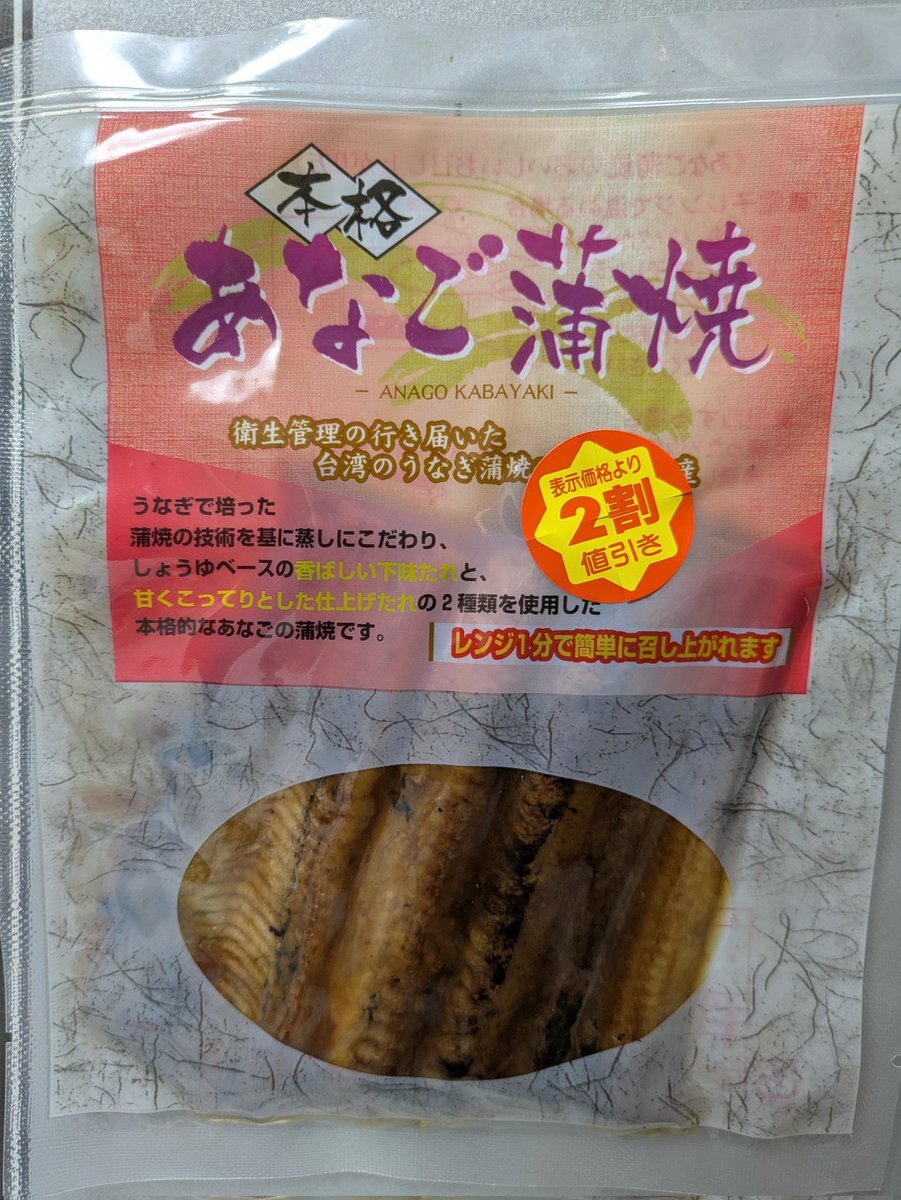 本格
あなご蒲焼
- ANAGO KABAYAKI -
衛生管理の行き届いた
台湾のうなぎ蒲焼
産
表示価格より
2割
値引き
うなぎで培った
蒲焼の技術を基に蒸しにこだわり、
しょうゆベースの香ばしい下味たれと、
甘くこってりとした仕上げたれの2種類を使用した
本格的なあなごの蒲焼です。
レンジ1分で簡単に召し上がれます